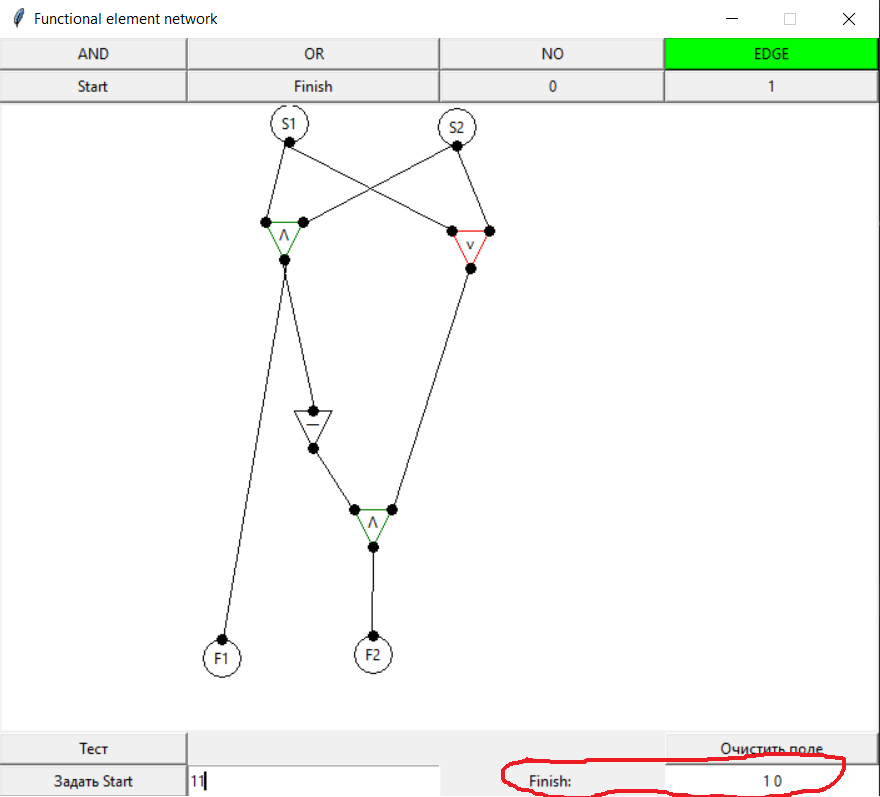 Functional element network
AND OR NO EDGE
Start Finish 0 1
S1 S2
Λ v
—
Λ
F1 F2
Тест Очистить поле
Задать Start 11 Finish: 1 0